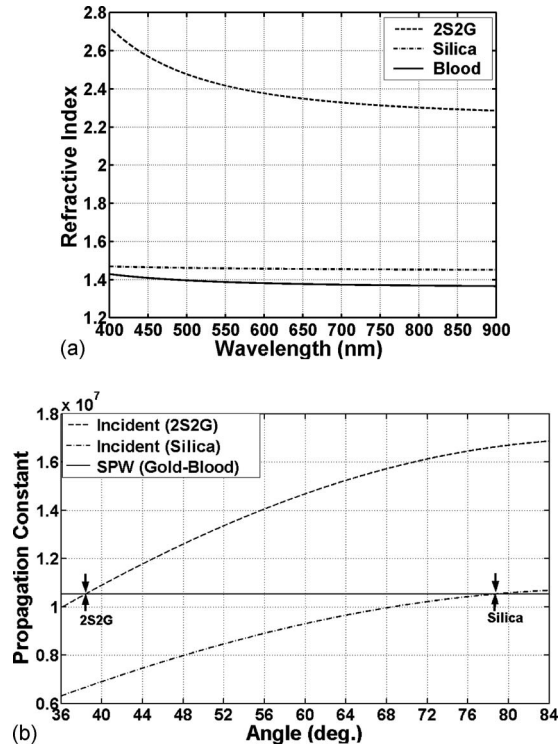 2.8
2.6
2.4
2.2
2
1.8
1.6
1.4
1.2
Refractive Index
2S2G
Silica
Blood
400 450 500 550 600 650 700 750 800 850 900
Wavelength (nm)
(a)
x 10^7
1.8
1.6
1.4
1.2
1
0.8
0.6
Propagation Constant
Incident (2S2G)
Incident (Silica)
SPW (Gold-Blood)
2S2G
Silica
36 40 44 48 52 56 60 64 68 72 76 80 84
Angle (deg.)
(b)